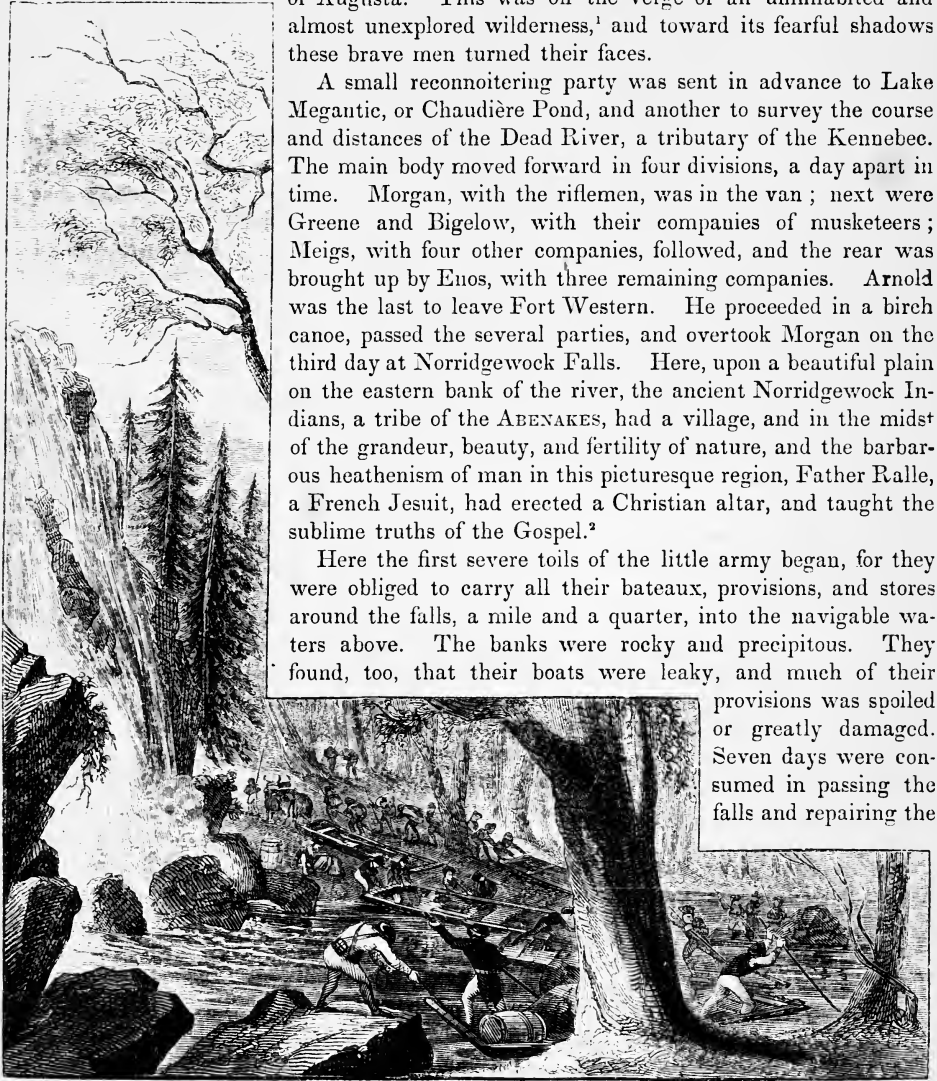 of Augusta. This was on the verge of an uninhabited and
almost unexplored wilderness,¹ and toward its fearful shadows
these brave men turned their faces.
A small reconnoitering party was sent in advance to Lake
Megantic, or Chaudière Pond, and another to survey the course
and distances of the Dead River, a tributary of the Kennebec.
The main body moved forward in four divisions, a day apart in
time. Morgan, with the riflemen, was in the van ; next were
Greene and Bigelow, with their companies of musketeers ;
Meigs, with four other companies, followed, and the rear was
brought up by Enos, with three remaining companies. Arnold
was the last to leave Fort Western. He proceeded in a birch
canoe, passed the several parties, and overtook Morgan on the
third day at Norridgewock Falls. Here, upon a beautiful plain
on the eastern bank of the river, the ancient Norridgewock In-
dians, a tribe of the ABENAKES, had a village, and in the midst
of the grandeur, beauty, and fertility of nature, and the barbar-
ous heathenism of man in this picturesque region, Father Ralle,
a French Jesuit, had erected a Christian altar, and taught the
sublime truths of the Gospel.²
Here the first severe toils of the little army began, for they
were obliged to carry all their bateaux, provisions, and stores
around the falls, a mile and a quarter, into the navigable wa-
ters above. The banks were rocky and precipitous. They
found, too, that their boats were leaky, and much of their
provisions was spoiled
or greatly damaged.
Seven days were con-
sumed in passing the
falls and repairing the